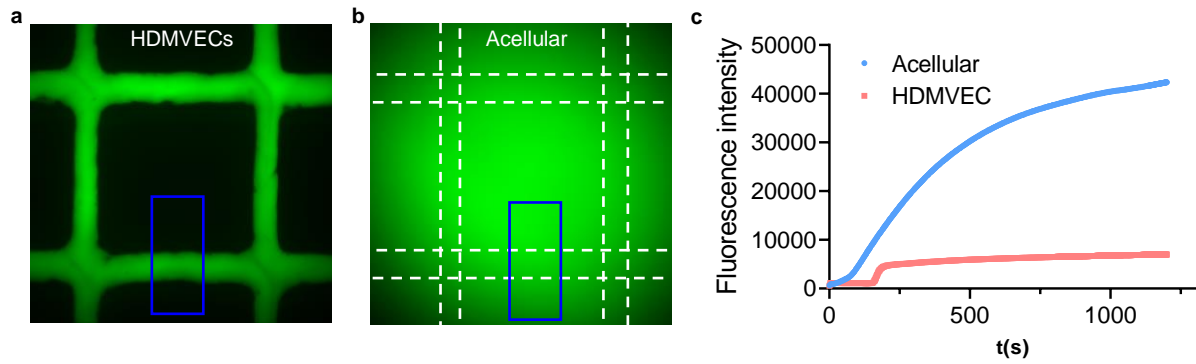 a
HDMVECs
b
Acellular
c
Fluorescence intensity
50000
40000
30000
20000
10000
0
Acellular
HDMVEC
0
500
1000
t(s)